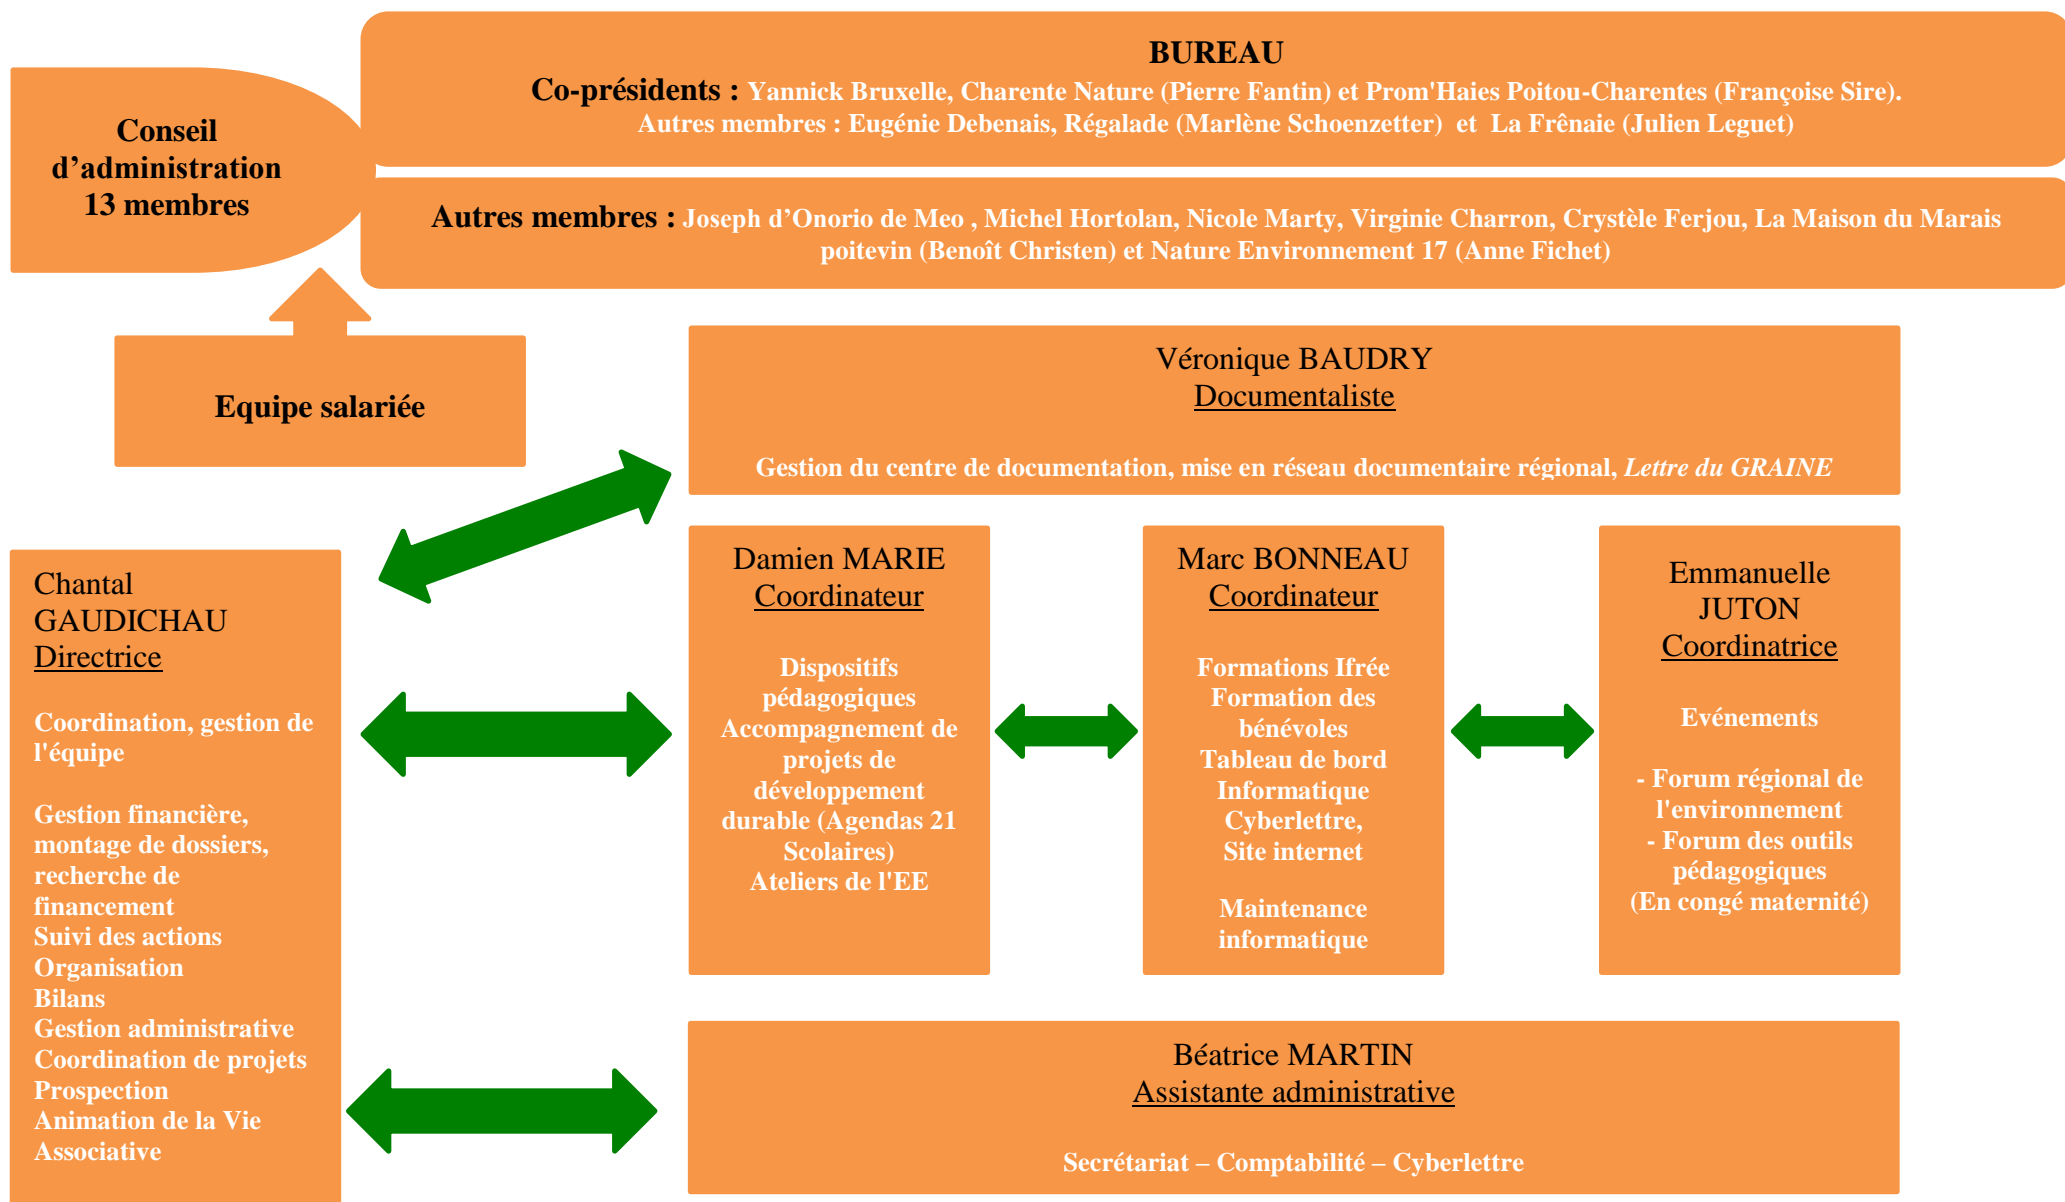 BUREAU
Co-présidents : Yannick Bruxelle, Charente Nature (Pierre Fantin) et Prom'Haies Poitou-Charentes (Françoise Sire).
Autres membres : Eugénie Debenais, Régalade (Marlène Schoenzetter) et La Frênaie (Julien Leguet)
Conseil
d’administration
13 membres
Autres membres : Joseph d’Onorio de Meo , Michel Hortolan, Nicole Marty, Virginie Charron, Crystèle Ferjou, La Maison du Marais
poitevin (Benoît Christen) et Nature Environnement 17 (Anne Fichet)
Equipe salariée
Véronique BAUDRY
Documentaliste
Gestion du centre de documentation, mise en réseau documentaire régional, Lettre du GRAINE
Chantal
GAUDICHAU
Directrice
Coordination, gestion de
l'équipe
Gestion financière,
montage de dossiers,
recherche de
financement
Suivi des actions
Organisation
Bilans
Gestion administrative
Coordination de projets
Prospection
Animation de la Vie
Associative
Damien MARIE
Coordinateur
Dispositifs
pédagogiques
Accompagnement de
projets de
développement
durable (Agendas 21
Scolaires)
Ateliers de l'EE
Marc BONNEAU
Coordinateur
Formations Ifrée
Formation des
bénévoles
Tableau de bord
Informatique
Cyberlettre,
Site internet
Maintenance
informatique
Emmanuelle
JUTON
Coordinatrice
Evénements
- Forum régional de
l'environnement
- Forum des outils
pédagogiques
(En congé maternité)
Béatrice MARTIN
Assistante administrative
Secrétariat – Comptabilité – Cyberlettre